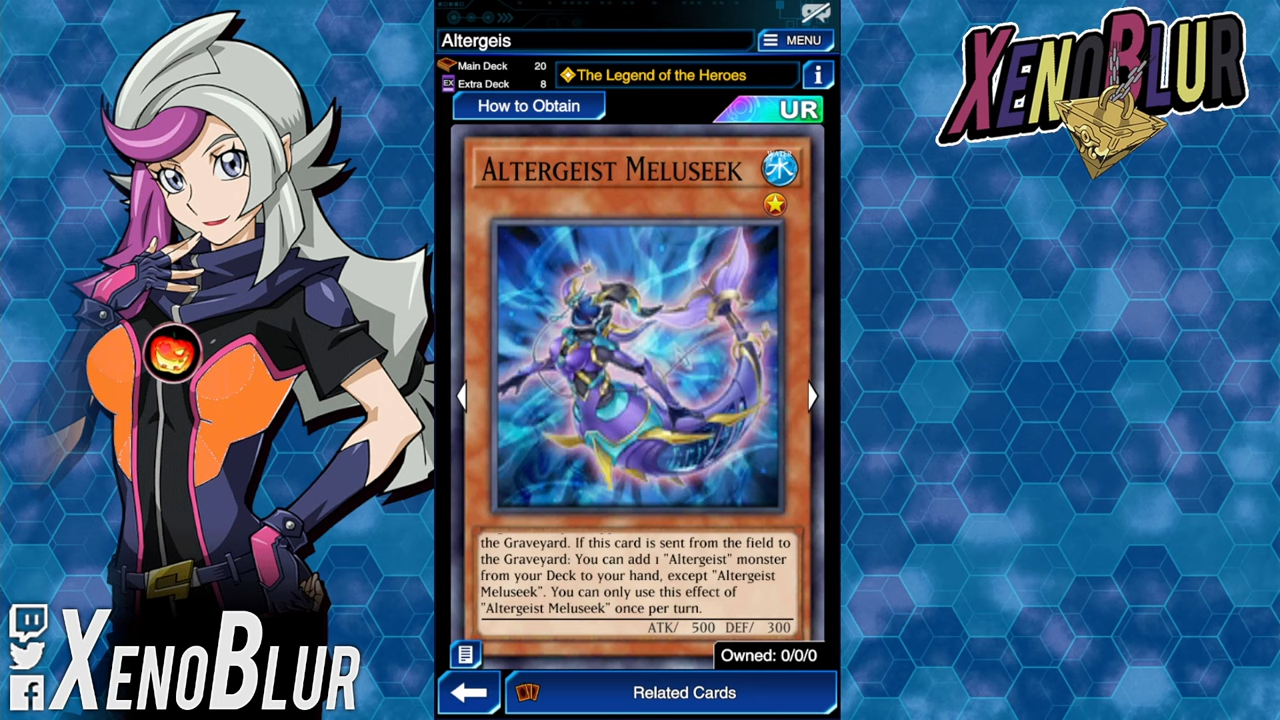 Altergeis
MENU
Main Deck 20
EX Extra Deck 8
The Legend of the Heroes
i
How to Obtain
UR
ALTERGEIST MELUSEEK
WATER
水
the Graveyard. If this card is sent from the field to
the Graveyard: You can add 1 "Altergeist" monster
from your Deck to your hand, except "Altergeist
Meluseek". You can only use this effect of
"Altergeist Meluseek" once per turn.
ATK/ 500 DEF/ 300
Owned: 0/0/0
Related Cards
XENOBLUR
XENOBLUR